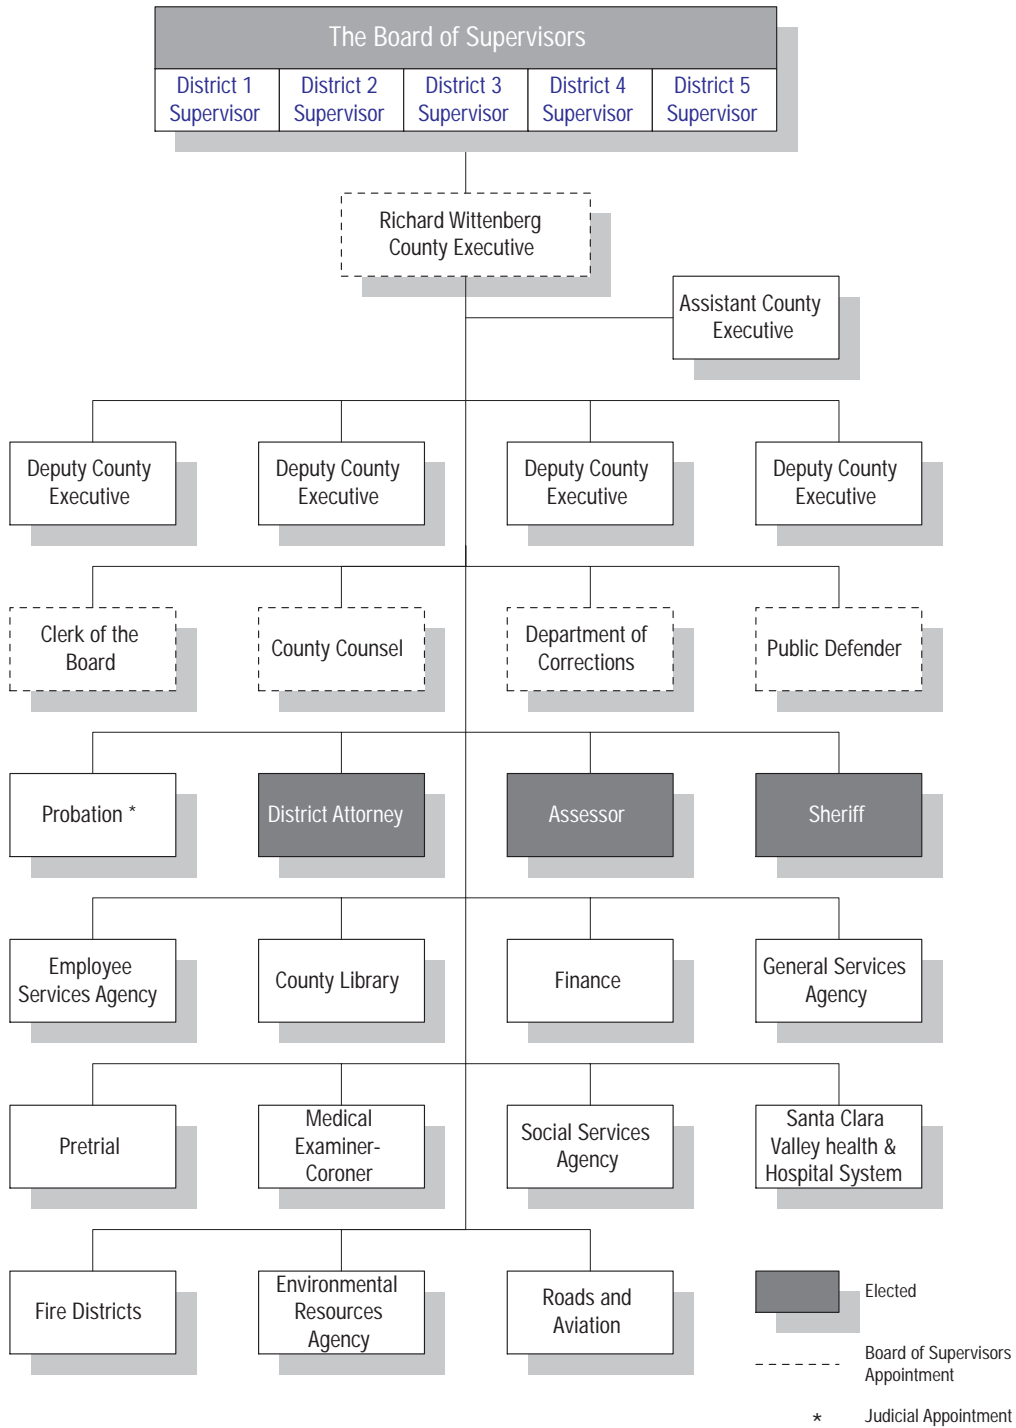 The Board of Supervisors
District 1
Supervisor
District 2
Supervisor
District 3
Supervisor
District 4
Supervisor
District 5
Supervisor
Richard Wittenberg
County Executive
Assistant County
Executive
Deputy County
Executive
Deputy County
Executive
Deputy County
Executive
Deputy County
Executive
Clerk of the
Board
County Counsel
Department of
Corrections
Public Defender
Probation *
District Attorney
Assessor
Sheriff
Employee
Services Agency
County Library
Finance
General Services
Agency
Pretrial
Medical
Examiner-
Coroner
Social Services
Agency
Santa Clara
Valley health &
Hospital System
Fire Districts
Environmental
Resources
Agency
Roads and
Aviation
Elected
Board of Supervisors
Appointment
* Judicial Appointment